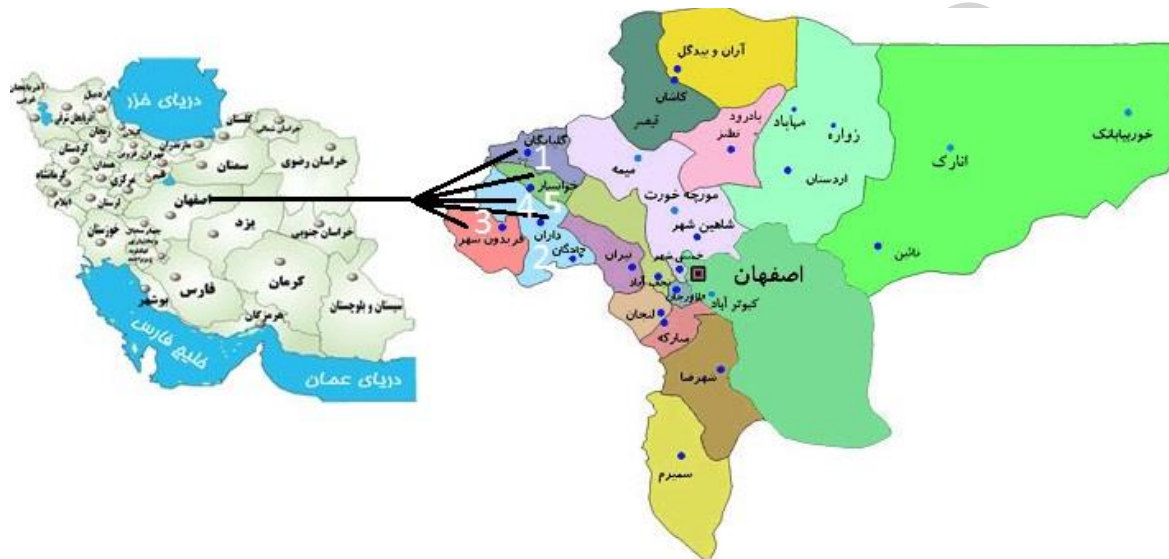 دریای خزر
آذربایجان غربی
آذربایجان شرقی
اردبیل
گیلان
زنجان
مازندران
گلستان
خراسان شمالی
کردستان
قزوین
تهران
سمنان
خراسان رضوی
کرمانشاه
همدان
مرکزی
قم
ایلام
لرستان
اصفهان
یزد
خراسان جنوبی
خوزستان
فارس
کرمان
بوشهر
هرمزگان
سیستان و بلوچستان
خلیج فارس
دریای عمان
آران و بیدگل
کاشان
قمصر
بادرود
نطنز
مهاباد
زواره
اردستان
انارک
خوربیابانک
نائین
گلپایگان
1
خوانسار
میمه
مورچه خورت
شاهین شهر
4
5
3
فریدون شهر
داران
2
چادگان
تیران
خمینی شهر
نجف آباد
فلاورجان
اصفهان
کبوتر آباد
لنجان
مبارکه
شهرضا
سمیرم